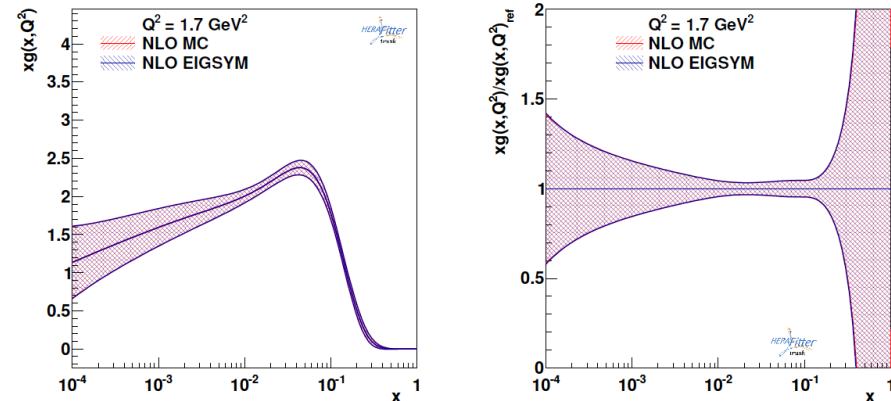 Q² = 1.7 GeV²
NLO MC
NLO EIGSYM
HERAFitter
trunk
xg(x,Q²)
4
3.5
3
2.5
2
1.5
1
0.5
0
10⁻⁴
10⁻³
10⁻²
10⁻¹
1
x
Q² = 1.7 GeV²
NLO MC
NLO EIGSYM
HERAFitter
trunk
xg(x,Q²)/xg(x,Q²)ref
2
1.5
1
0.5
0
10⁻⁴
10⁻³
10⁻²
10⁻¹
1
x